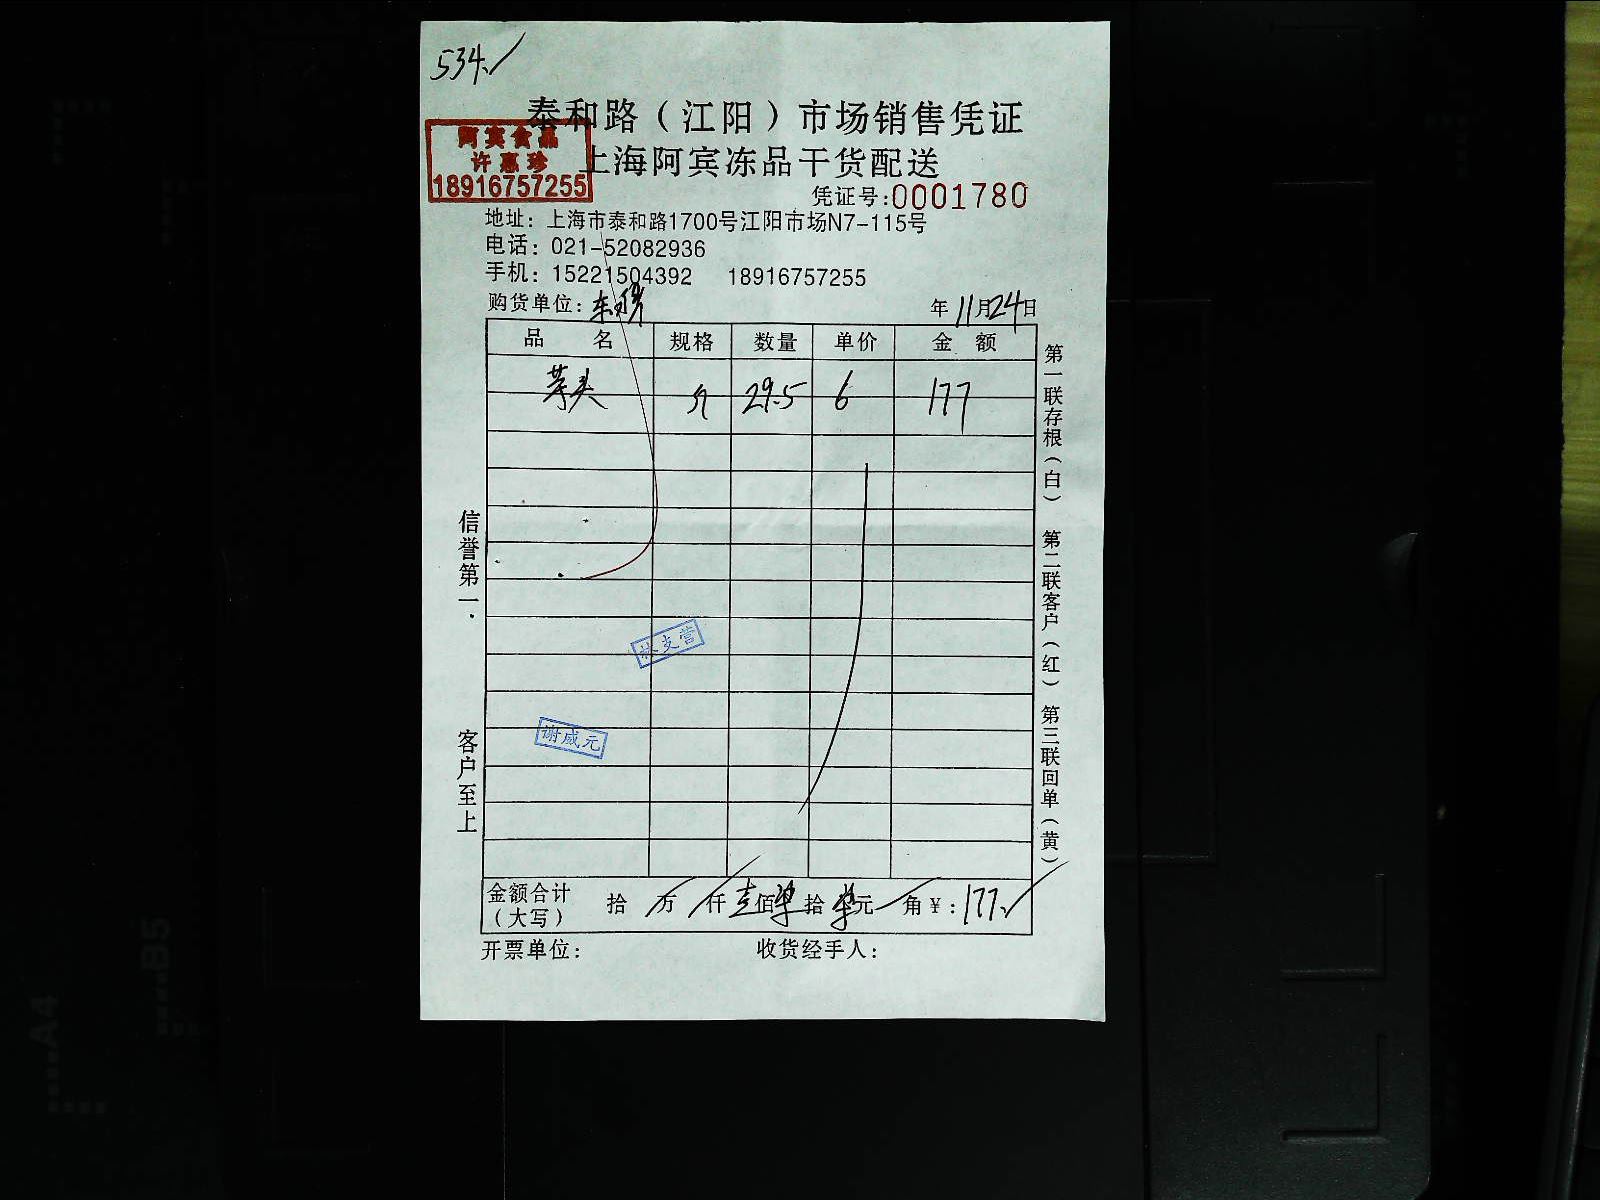 534.
泰和路（江阳）市场销售凭证
上海阿宾冻品干货配送
阿宾食品
许惠珍
18916757255
凭证号:0001780
地址：上海市泰和路1700号江阳市场N7-115号
电话：021-52082936
手机：15221504392 18916757255
购货单位： 年11月24日
品 名 规格 数量 单价 金 额
芋头 斤 29.5 6 177
第一联存根（白） 第二联客户（红） 第三联回单（黄）
信誉第一．
客户至上
林支营
谢咸元
金额合计（大写） 拾 万 仟 壹佰柒拾柒元 角￥:177.
开票单位： 收货经手人：
A4
B5